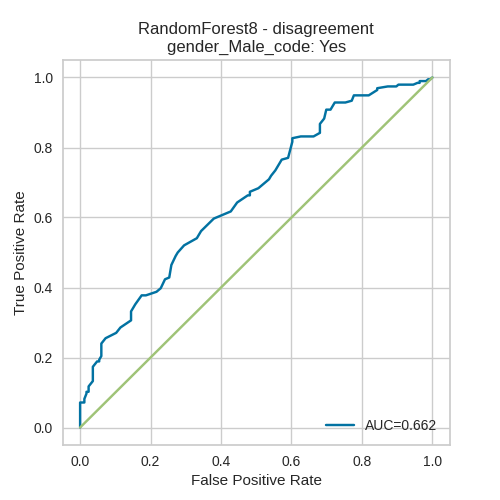 RandomForest8 - disagreement
gender_Male_code: Yes
True Positive Rate
1.0
0.8
0.6
0.4
0.2
0.0
AUC=0.662
0.0 0.2 0.4 0.6 0.8 1.0
False Positive Rate